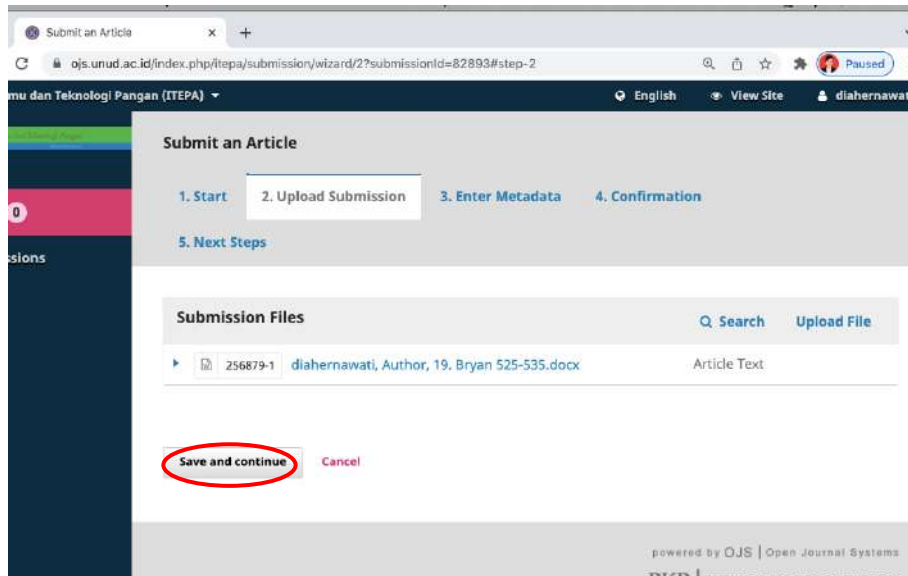 Submit an Article
ojs.unud.ac.id/index.php/itepa/submission/wizard/2?submissionId=82893#step-2
Paused
mu dan Teknologi Pangan (ITEPA)
English
View Site
diahernawat
Submit an Article
1. Start
2. Upload Submission
3. Enter Metadata
4. Confirmation
0
5. Next Steps
ssions
Submission Files
Search
Upload File
256879-1
diahernawati, Author, 19. Bryan 525-535.docx
Article Text
Save and continue
Cancel
powered by OJS | Open Journal Systems